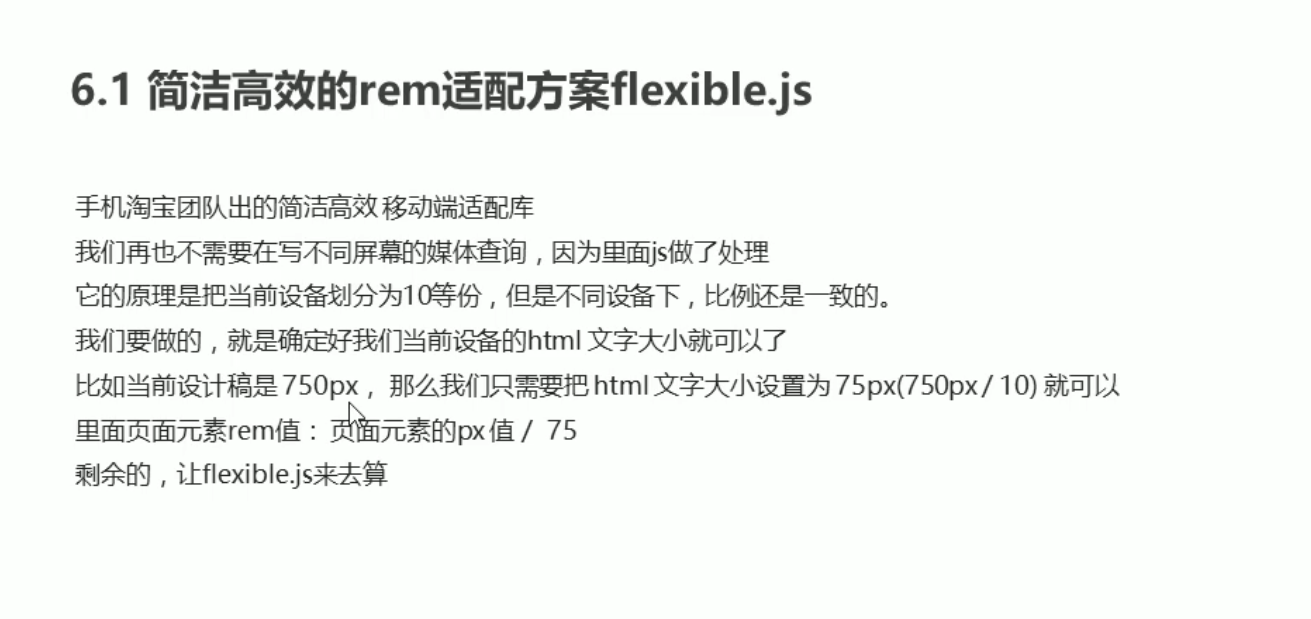 6.1 简洁高效的rem适配方案flexible.js
手机淘宝团队出的简洁高效 移动端适配库
我们再也不需要在写不同屏幕的媒体查询，因为里面js做了处理
它的原理是把当前设备划分为10等份，但是不同设备下，比例还是一致的。
我们要做的，就是确定好我们当前设备的html 文字大小就可以了
比如当前设计稿是 750px， 那么我们只需要把 html 文字大小设置为 75px(750px / 10) 就可以
里面页面元素rem值： 页面元素的px 值 / 75
剩余的，让flexible.js来去算